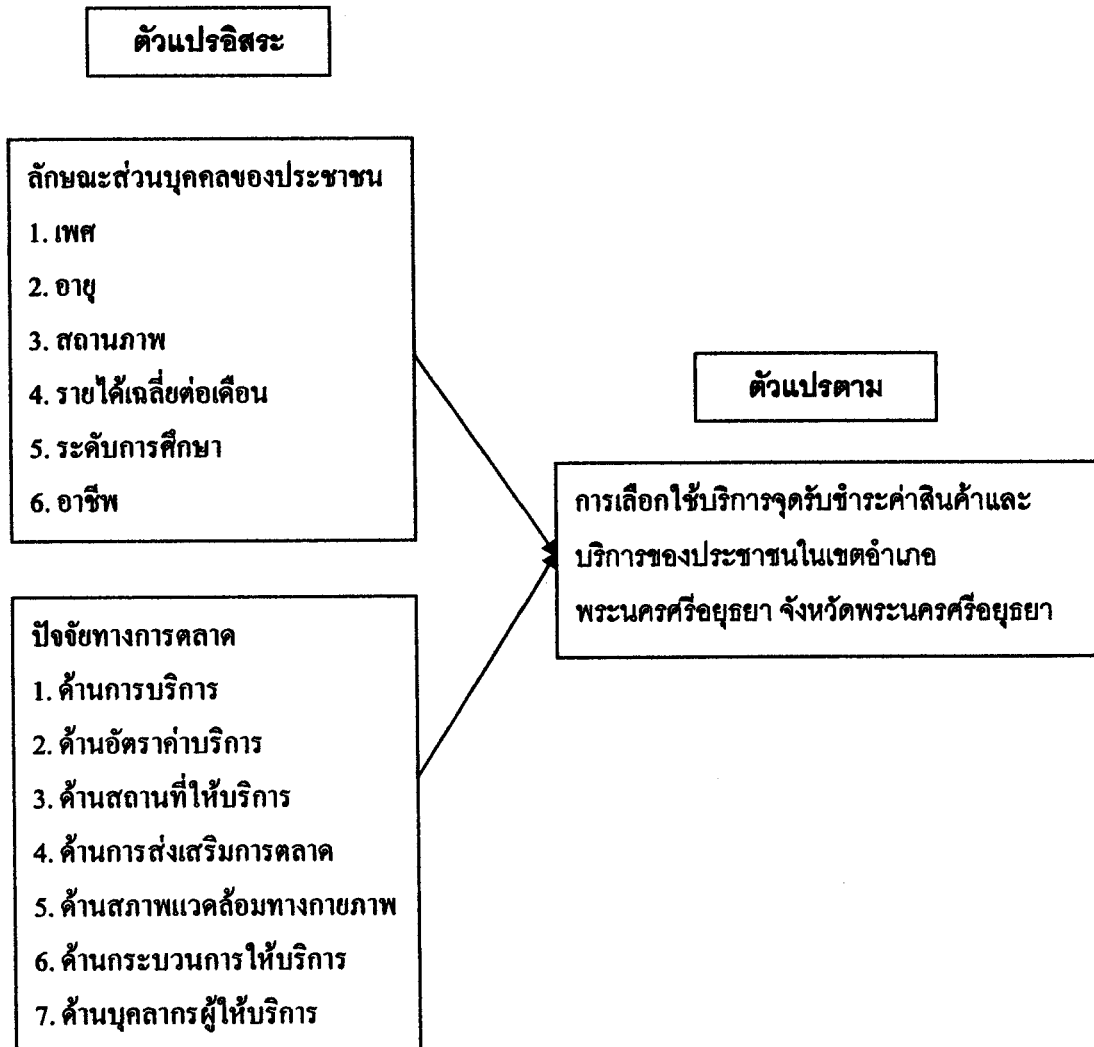 ตัวแปรอิสระ
ลักษณะส่วนบุคคลของประชาชน
1. เพศ
2. อายุ
3. สถานภาพ
4. รายได้เฉลี่ยต่อเดือน
5. ระดับการศึกษา
6. อาชีพ
ปัจจัยทางการตลาด
1. ด้านการบริการ
2. ด้านอัตราค่าบริการ
3. ด้านสถานที่ให้บริการ
4. ด้านการส่งเสริมการตลาด
5. ด้านสภาพแวดล้อมทางกายภาพ
6. ด้านกระบวนการให้บริการ
7. ด้านบุคลากรผู้ให้บริการ
ตัวแปรตาม
การเลือกใช้บริการจุดรับชำระค่าสินค้าและ
บริการของประชาชนในเขตอำเภอ
พระนครศรีอยุธยา จังหวัดพระนครศรีอยุธยา